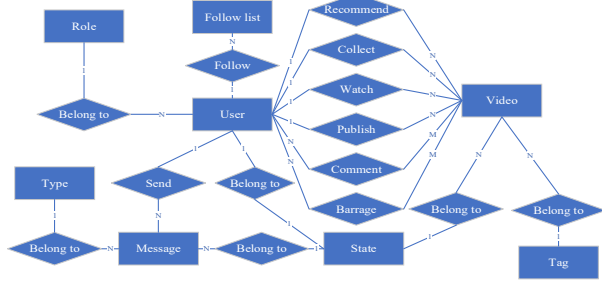 Recommend
Follow list
Role
I
N
I
N
Collect
I
N
Follow
I
Watch
I
N
Video
Belong to
N
User
I
N
Publish
I
N
N
M
I
I
N
M
N
N
Comment
Type
Send
Belong to
I
N
Barrage
Belong to
Belong to
I
I
Belong to
N
Message
N
Belong to
I
State
I
Tag